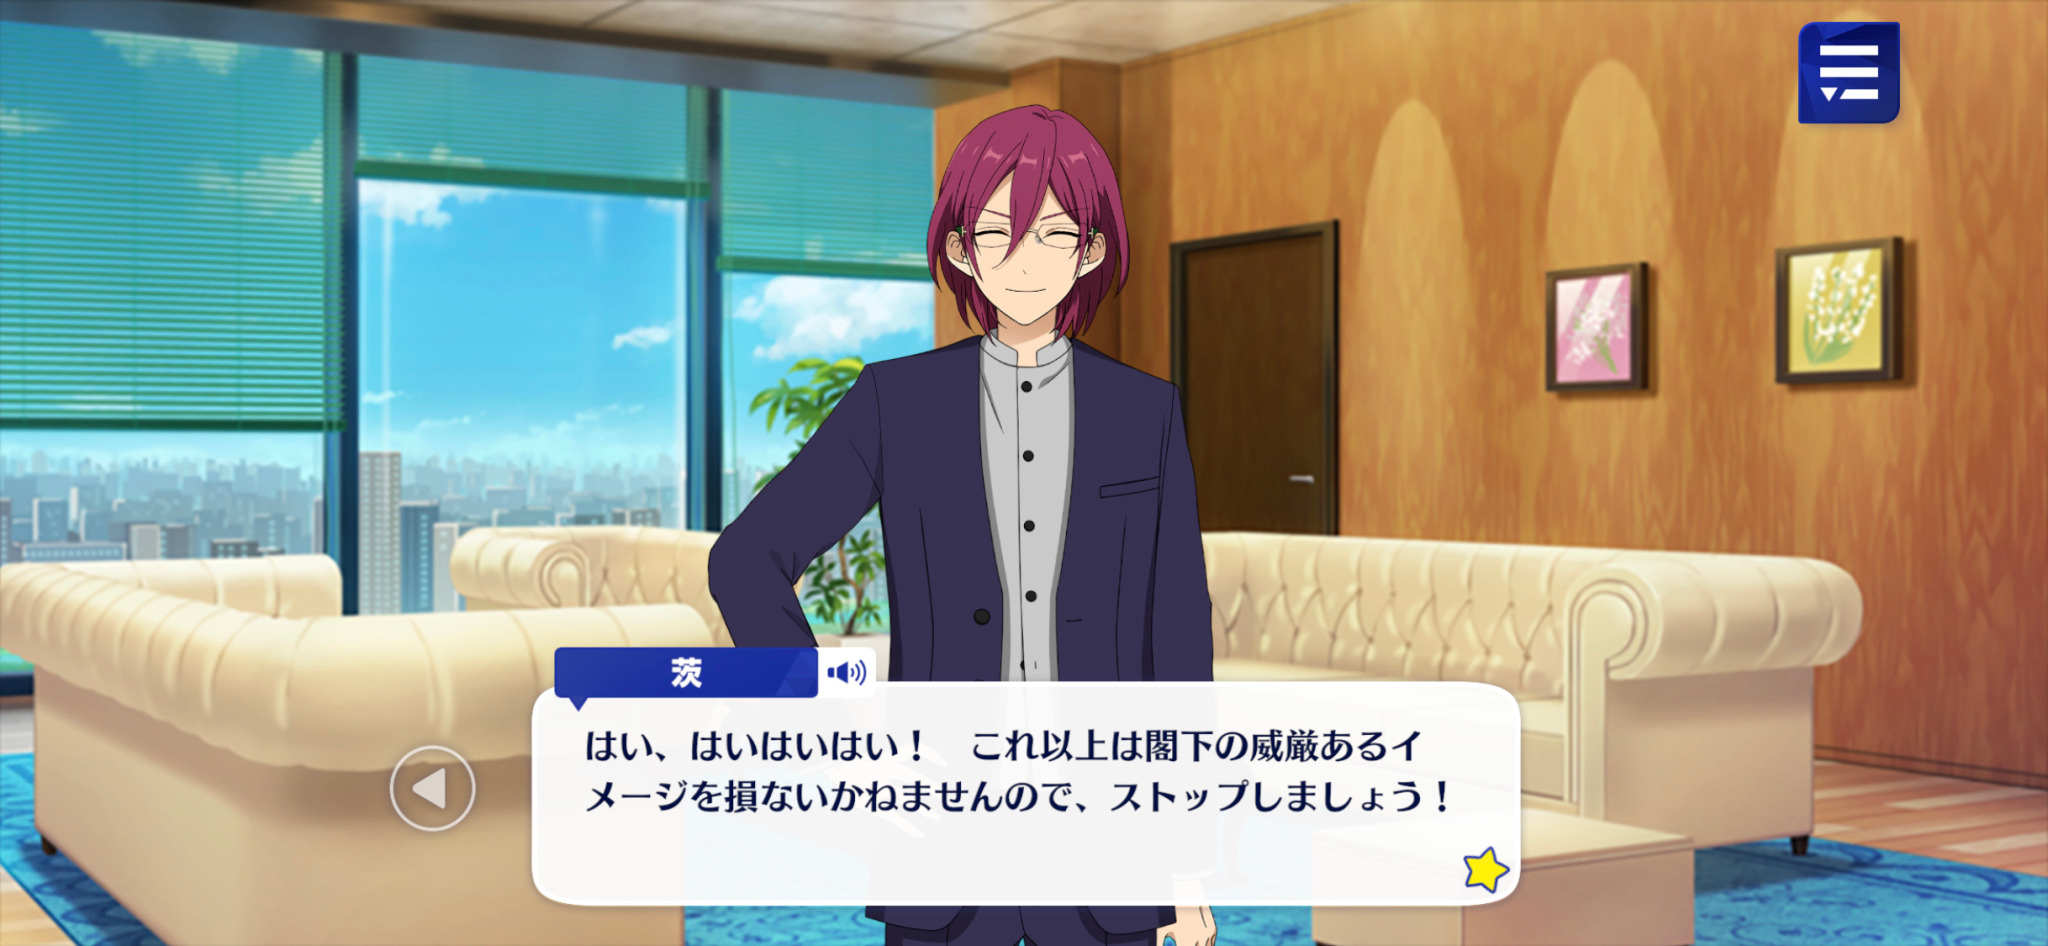 茨
はい、はいはいはい！　これ以上は閣下の威厳あるイ
メージを損ないかねませんので、ストップしましょう！